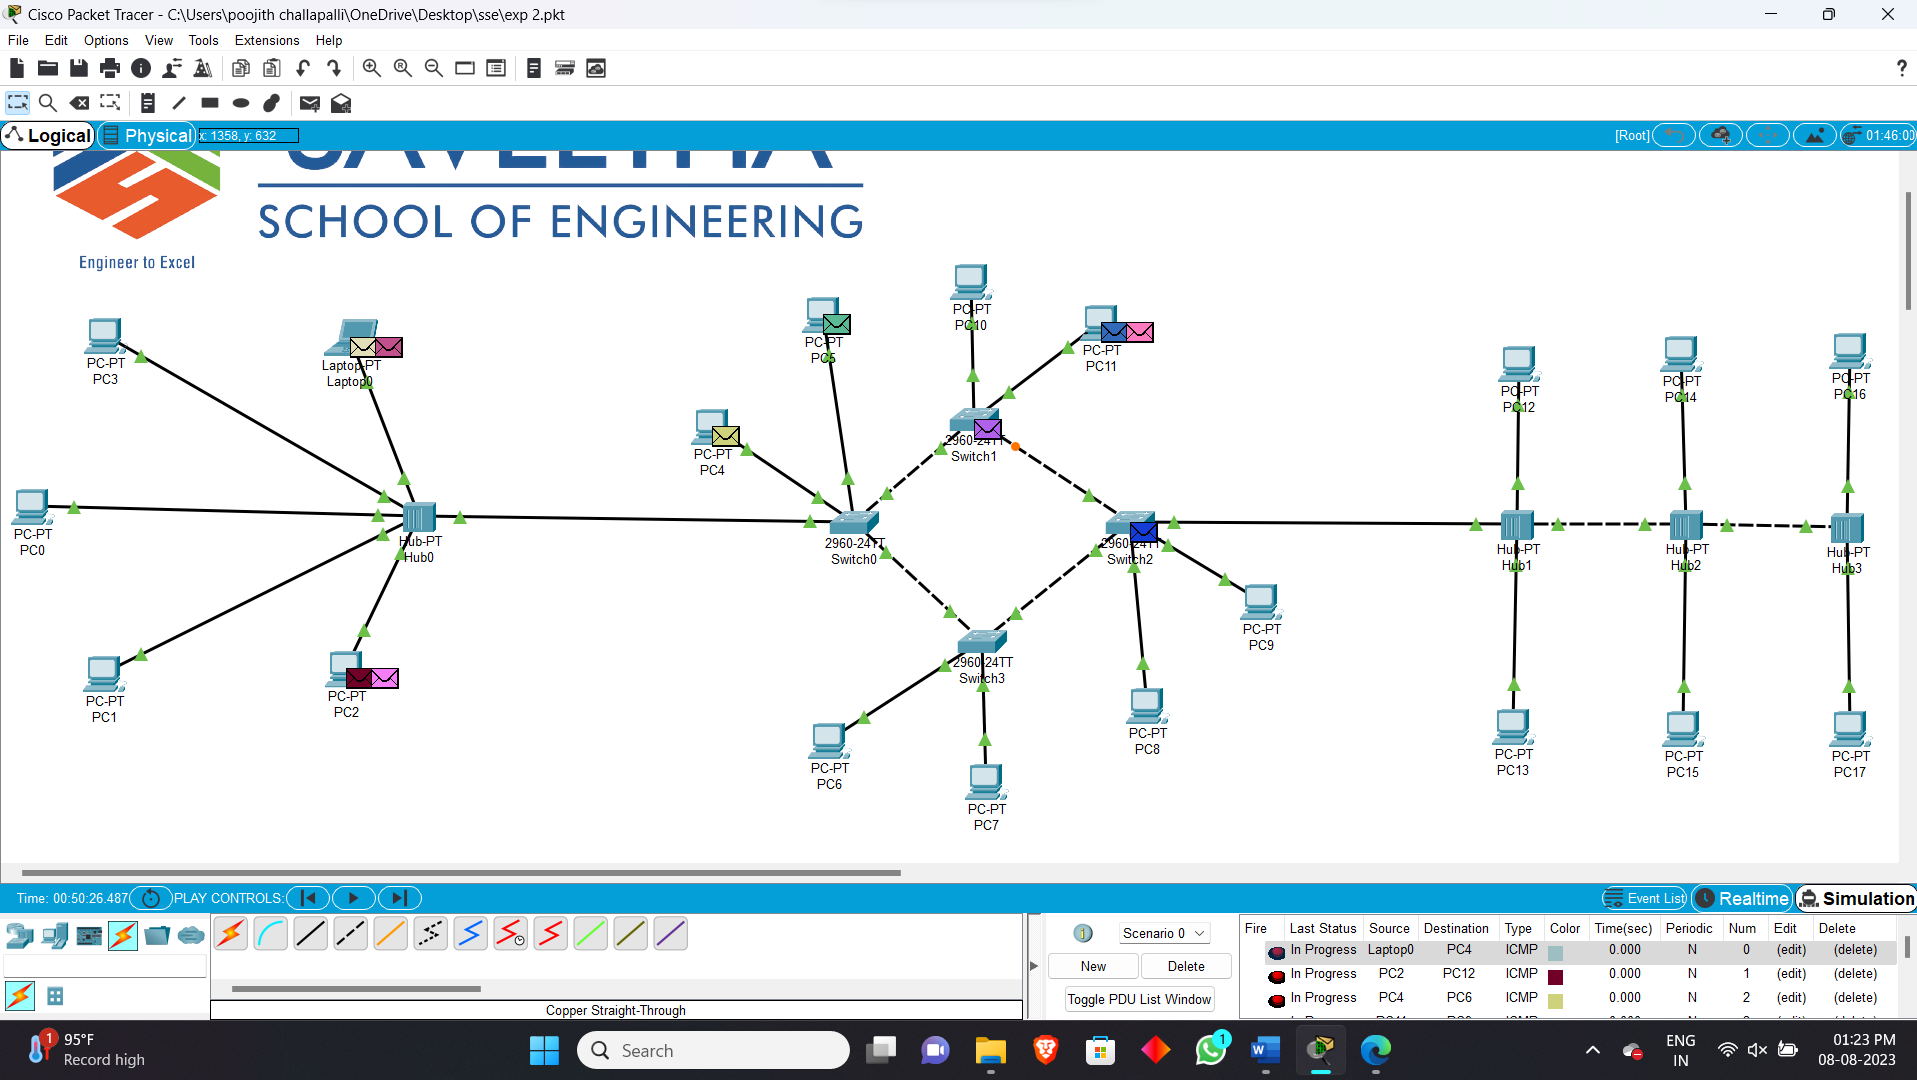 Cisco Packet Tracer - C:\Users\poojith challapalli\OneDrive\Desktop\sse\exp 2.pkt
File Edit Options View Tools Extensions Help
?
Logical Physical x: 1358, y: 632 [Root] 01:46:00
SCHOOL OF ENGINEERING
Engineer to Excel
PC-PT
PC3
Laptop-PT
Laptop0
PC-PT
PC5
PC-PT
PC10
PC-PT
PC11
PC-PT
PC12
PC-PT
PC14
PC-PT
PC16
PC-PT
PC4
2960-24TT
Switch1
PC-PT
PC0
Hub-PT
Hub0
2960-24TT
Switch0
2960-24TT
Switch2
Hub-PT
Hub1
Hub-PT
Hub2
Hub-PT
Hub3
PC-PT
PC9
2960-24TT
Switch3
PC-PT
PC1
PC-PT
PC2
PC-PT
PC6
PC-PT
PC7
PC-PT
PC8
PC-PT
PC13
PC-PT
PC15
PC-PT
PC17
Time: 00:50:26.487 PLAY CONTROLS: Event List Realtime Simulation
Copper Straight-Through
1 Scenario 0
New Delete
Toggle PDU List Window
Fire Last Status Source Destination Type Color Time(sec) Periodic Num Edit Delete
In Progress Laptop0 PC4 ICMP 0.000 N 0 (edit) (delete)
In Progress PC2 PC12 ICMP 0.000 N 1 (edit) (delete)
In Progress PC4 PC6 ICMP 0.000 N 2 (edit) (delete)
1
95°F
Record high
Search
1
ENG
IN
01:23 PM
08-08-2023